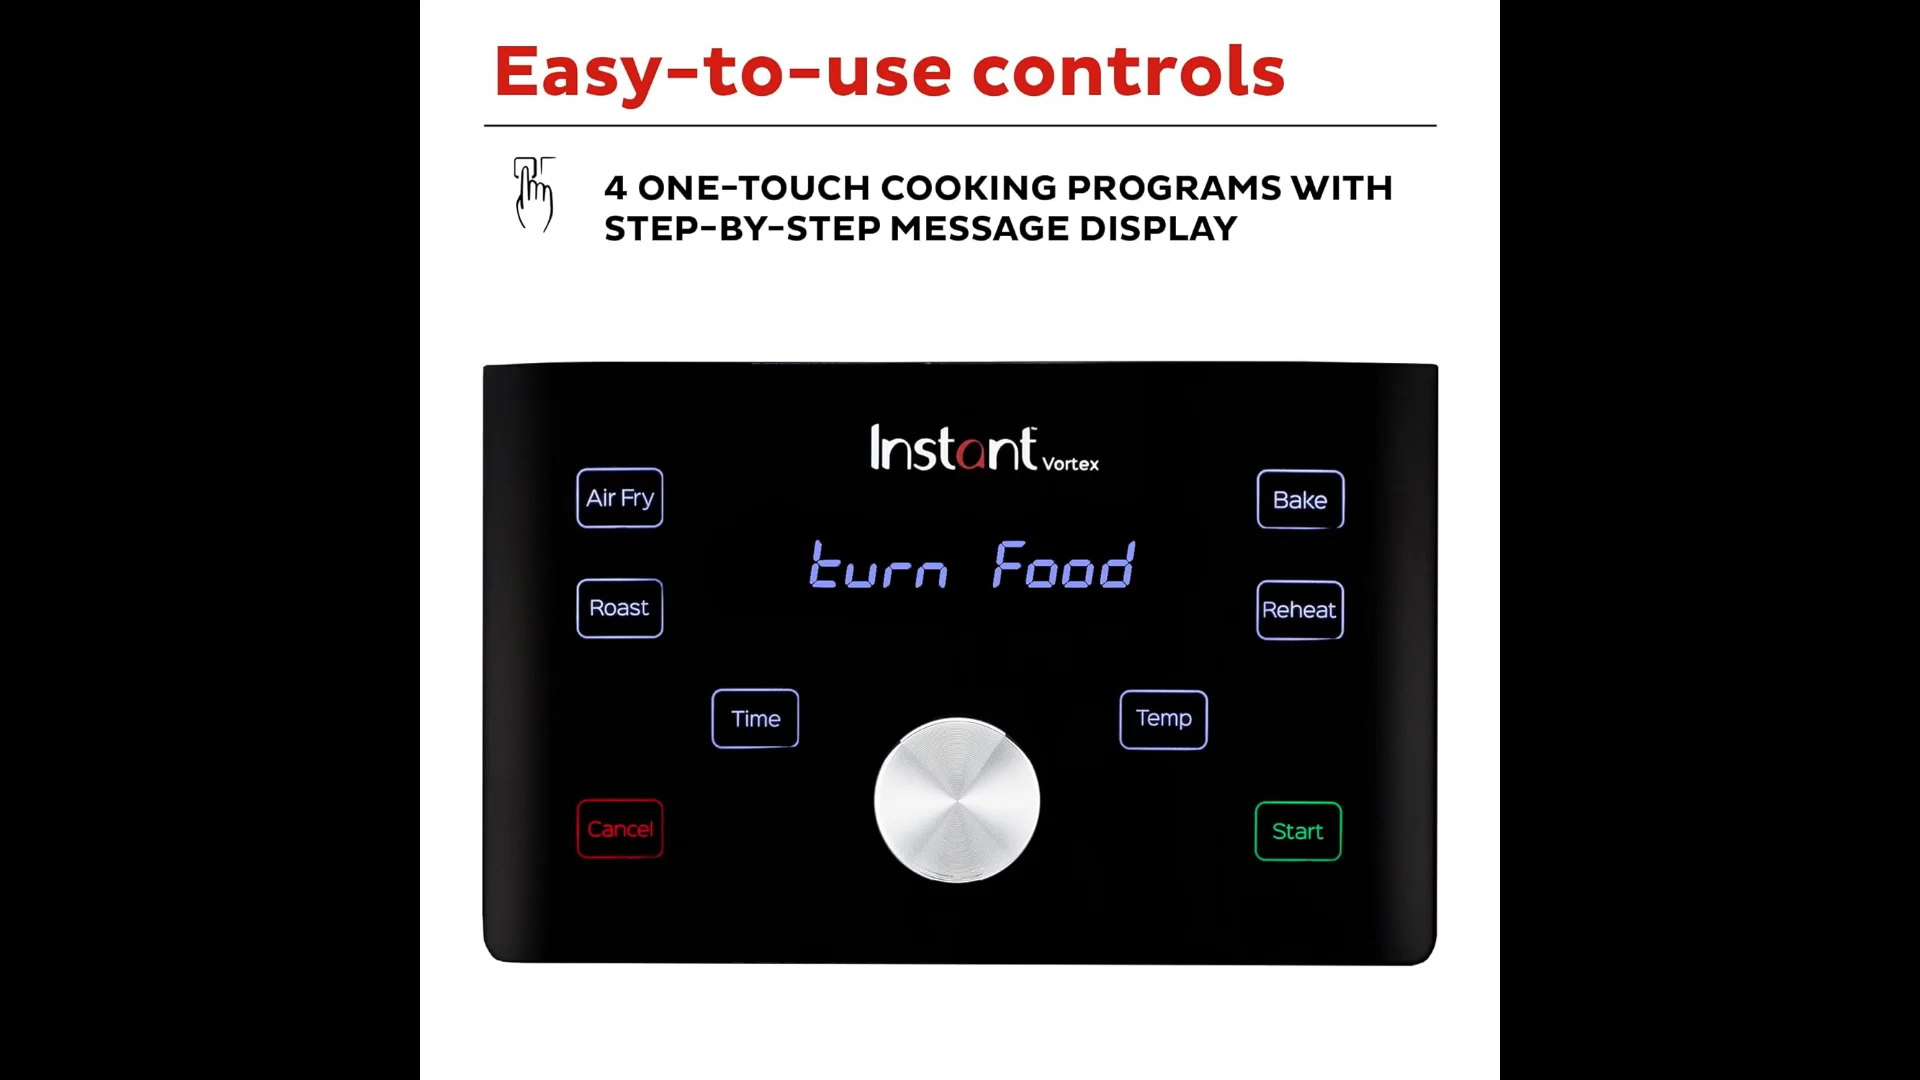 Easy-to-use controls
4 ONE-TOUCH COOKING PROGRAMS WITH
STEP-BY-STEP MESSAGE DISPLAY
Instant™ Vortex
Air Fry
Bake
turn Food
Roast
Reheat
Time
Temp
Cancel
Start